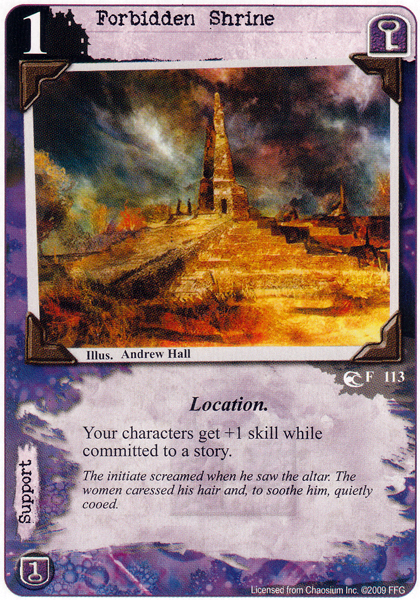 1
Forbidden Shrine
Illus. Andrew Hall
F 113
Location.
Your characters get +1 skill while
committed to a story.
The initiate screamed when he saw the altar. The
women caressed his hair and, to soothe him, quietly
cooed.
Support
1
Licensed from Chaosium Inc. ©2009 FFG